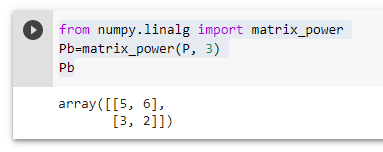 from numpy.linalg import matrix_power
Pb=matrix_power(P, 3)
Pb
array([[5, 6],
       [3, 2]])